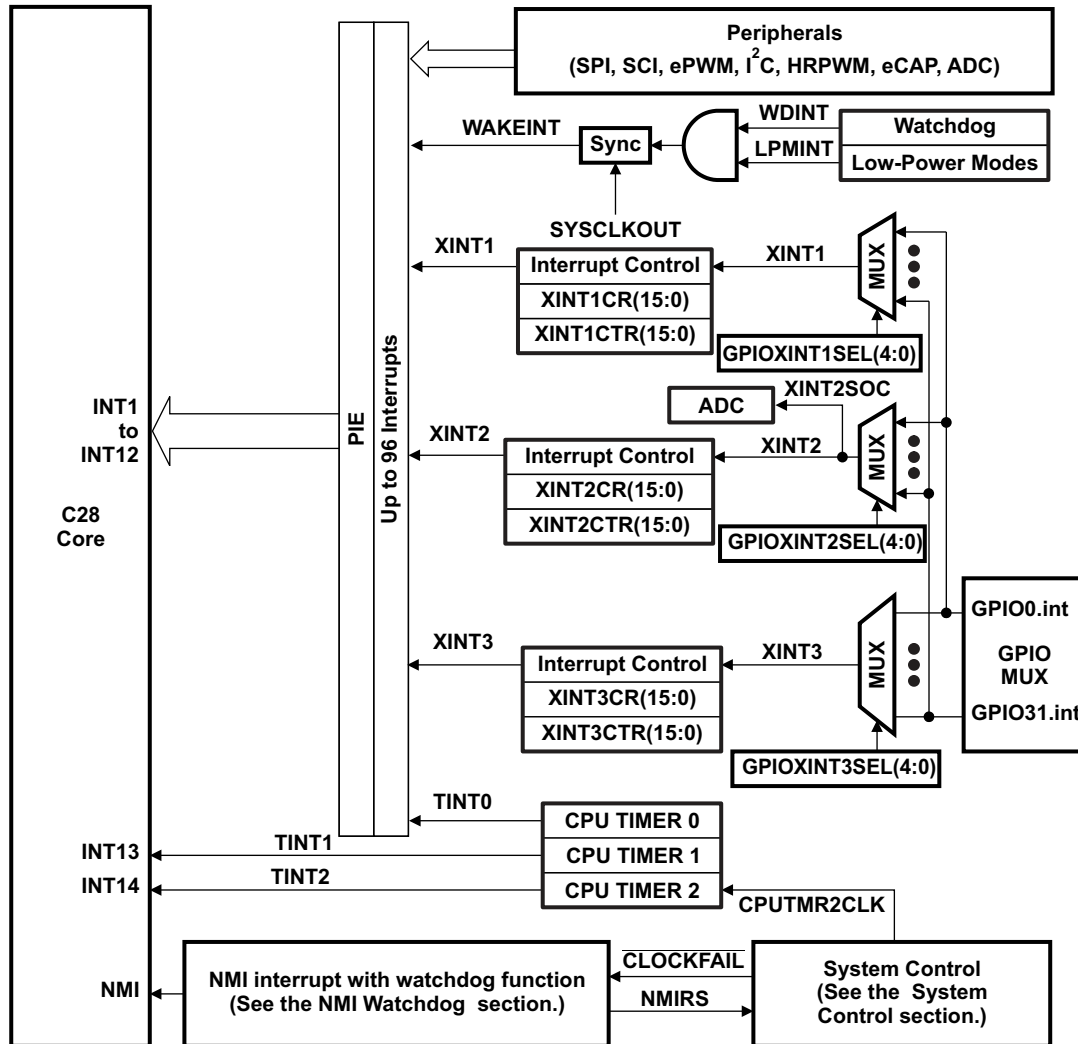 Peripherals
(SPI, SCI, ePWM, I2C, HRPWM, eCAP, ADC)
WDINT
Watchdog
WAKEINT
Sync
LPMINT
Low-Power Modes
SYSCLKOUT
XINT1
Interrupt Control
XINT1CR(15:0)
XINT1CTR(15:0)
XINT1
MUX
GPIOXINT1SEL(4:0)
XINT2SOC
ADC
XINT2
Interrupt Control
XINT2CR(15:0)
XINT2CTR(15:0)
XINT2
MUX
GPIOXINT2SEL(4:0)
INT1
to
INT12
PIE
Up to 96 Interrupts
C28
Core
XINT3
Interrupt Control
XINT3CR(15:0)
XINT3CTR(15:0)
XINT3
MUX
GPIOXINT3SEL(4:0)
GPIO0.int
GPIO
MUX
GPIO31.int
TINT0
CPU TIMER 0
INT13
TINT1
CPU TIMER 1
INT14
TINT2
CPU TIMER 2
CPUTMR2CLK
NMI
NMI interrupt with watchdog function
(See the NMI Watchdog section.)
CLOCKFAIL
NMIRS
System Control
(See the System
Control section.)